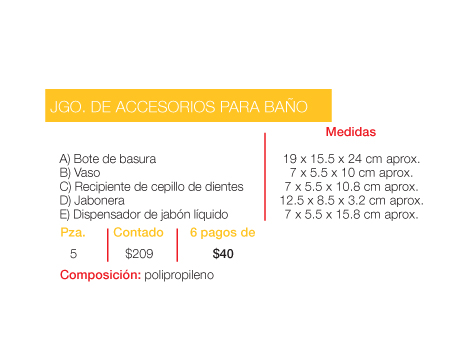 JGO. DE ACCESORIOS PARA BAÑO
Medidas
A) Bote de basura 19 x 15.5 x 24 cm aprox.
B) Vaso 7 x 5.5 x 10 cm aprox.
C) Recipiente de cepillo de dientes 7 x 5.5 x 10.8 cm aprox.
D) Jabonera 12.5 x 8.5 x 3.2 cm aprox.
E) Dispensador de jabón líquido 7 x 5.5 x 15.8 cm aprox.
Pza. Contado 6 pagos de
5 $209 $40
Composición: polipropileno